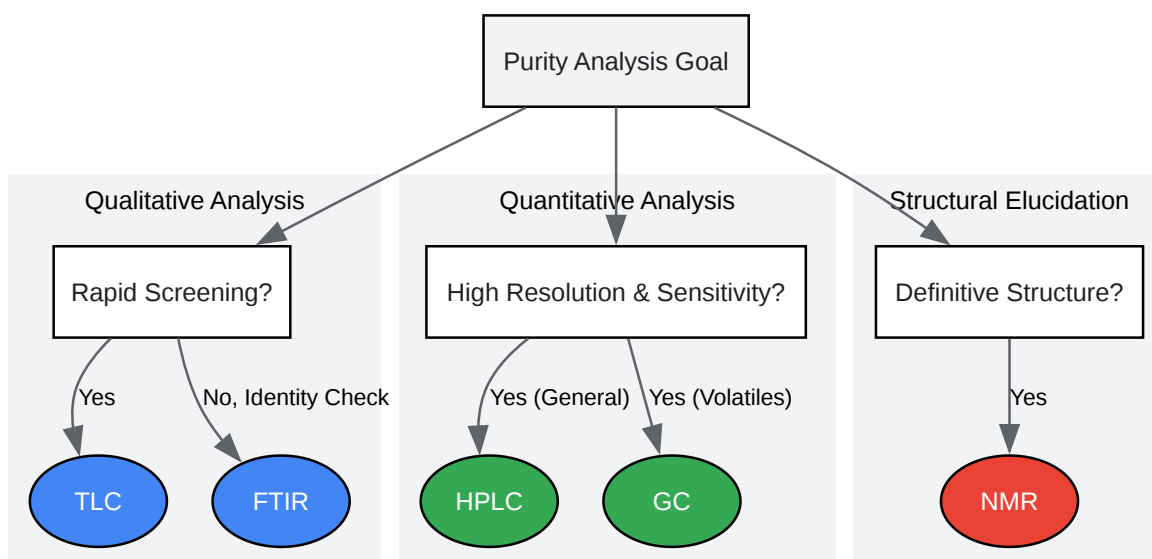 Purity Analysis Goal
Qualitative Analysis
Quantitative Analysis
Structural Elucidation
Rapid Screening?
High Resolution & Sensitivity?
Definitive Structure?
Yes
No, Identity Check
Yes (General)
Yes (Volatiles)
Yes
TLC
FTIR
HPLC
GC
NMR